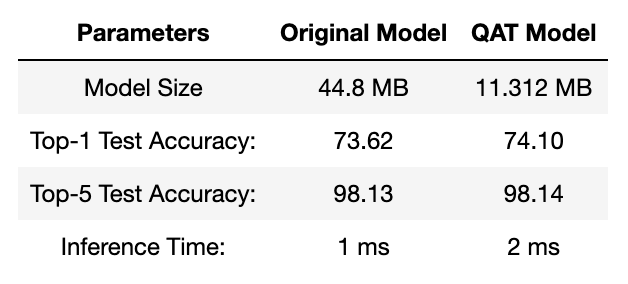 Parameters Original Model QAT Model
Model Size 44.8 MB 11.312 MB
Top-1 Test Accuracy: 73.62 74.10
Top-5 Test Accuracy: 98.13 98.14
Inference Time: 1 ms 2 ms